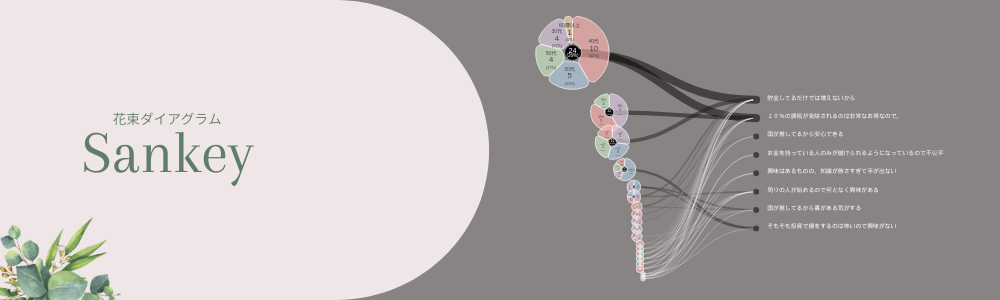 花束ダイアグラム
Sankey
60歳以上
1
30代
4
(17%)
40代
10
(42%)
24
50代
4
(17%)
20代
5
(21%)
貯金してるだけでは増えないから
20%の課税が免除されるのは非常なお得なので。
国が推してるから安心できる
お金を持っている人のみが儲けられるようになっているので不公平
興味はあるものの、知識が無さすぎて手が出ない
周りの人が始めるので何となく興味がある
国が推してるから裏がある気がする
そもそも投資で損をするのは怖いので興味がない